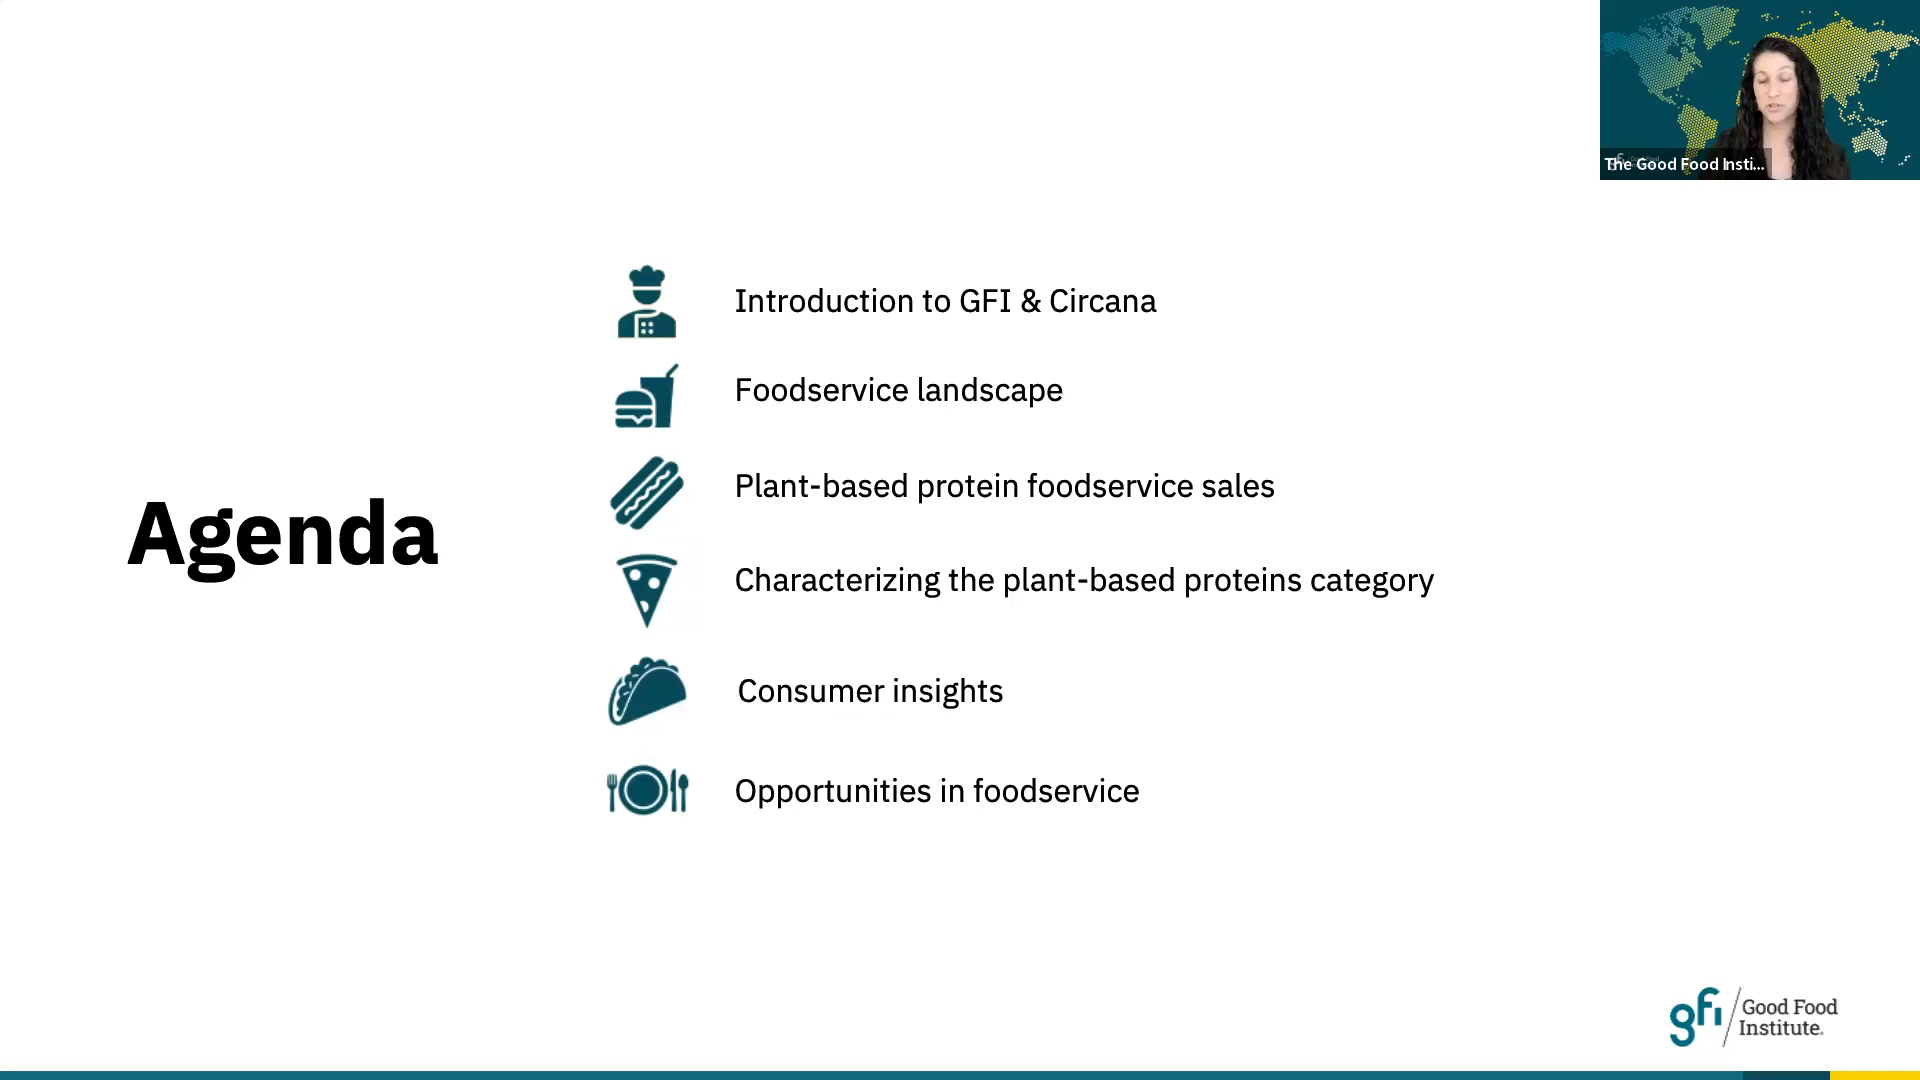 The Good Food Insti...
Introduction to GFI & Circana
Foodservice landscape
Plant-based protein foodservice sales
Agenda
Characterizing the plant-based proteins category
Consumer insights
Opportunities in foodservice
gfi Good Food
Institute.